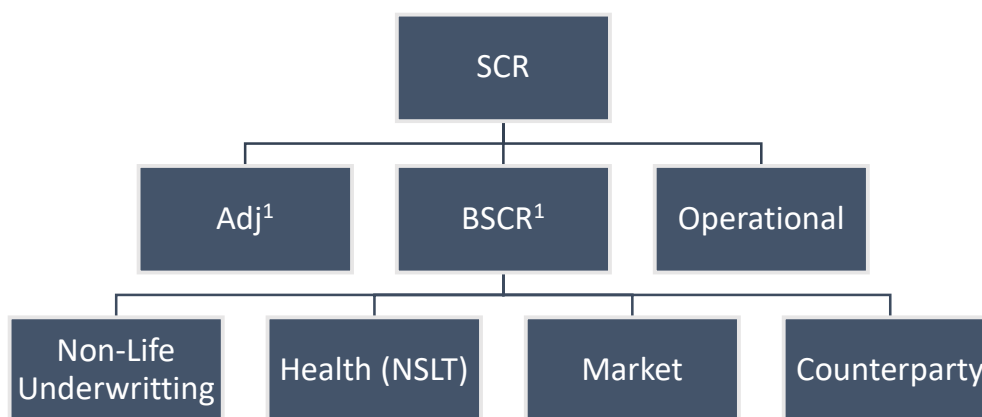 SCR
Adj¹
BSCR¹
Operational
Non-Life
Underwritting
Health (NSLT)
Market
Counterparty